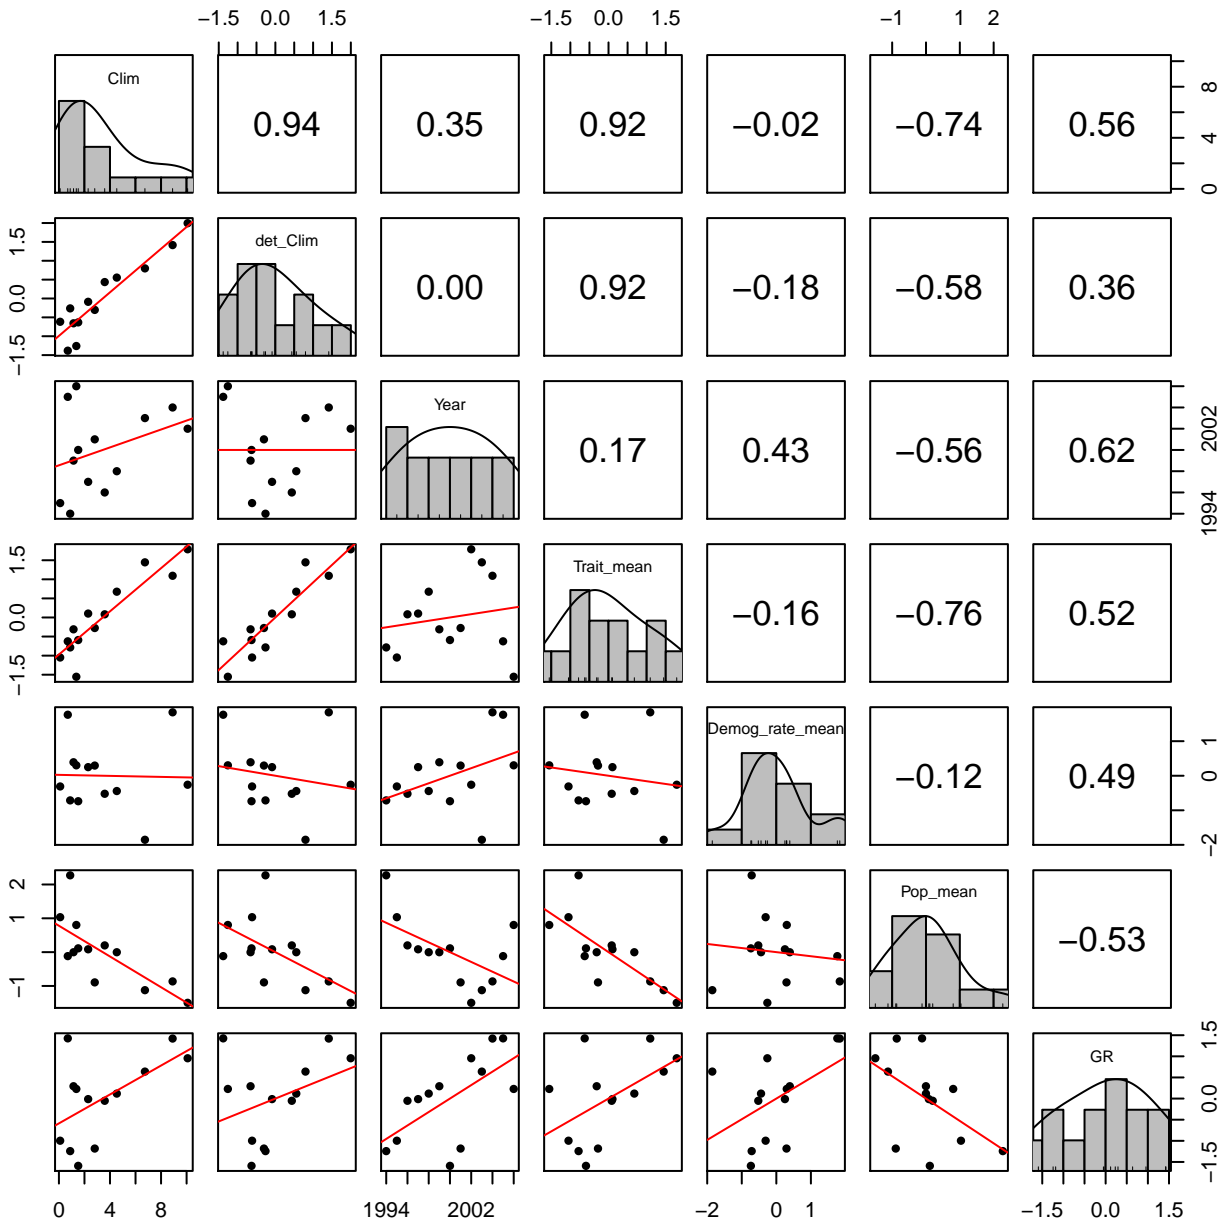 −1.5 0.0 1.5 −1.5 0.0 1.5 −1 1 2
Clim 0.94 0.35 0.92 −0.02 −0.74 0.56 0 4 8
−1.5 0.0 1.5 det_Clim 0.00 0.92 −0.18 −0.58 0.36
Year 0.17 0.43 −0.56 0.62 1994 2002
−1.5 0.0 1.5 Trait_mean −0.16 −0.76 0.52
Demog_rate_mean −0.12 0.49 −2 0 1
−1 1 2 Pop_mean −0.53
GR −1.5 0.0 1.5
0 4 8 1994 2002 −2 0 1 −1.5 0.0 1.5